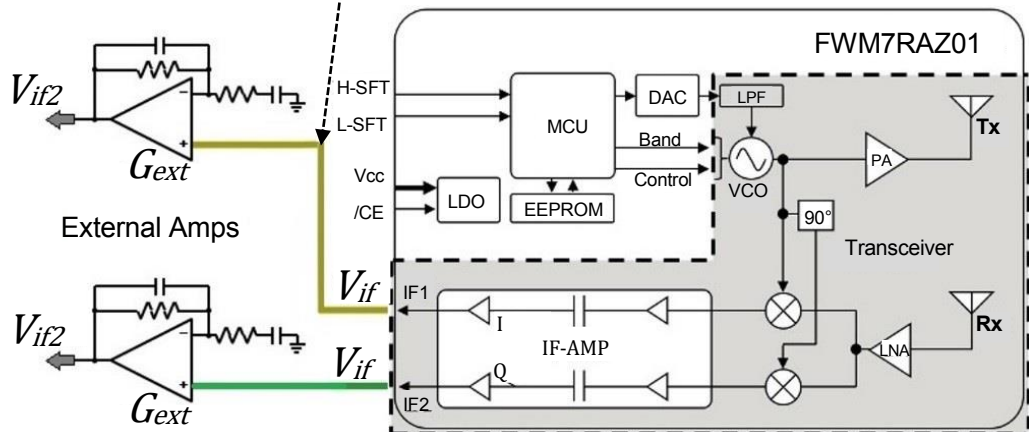 FWM7RAZ01
V_if2
G_ext
External Amps
V_if2
G_ext
V_if
V_if
H-SFT
L-SFT
Vcc
/CE
IF1
IF2
MCU
DAC
LPF
LDO
EEPROM
Band
Control
VCO
PA
Tx
90°
Transceiver
Rx
LNA
I
IF-AMP
Q
- 
+
-
+